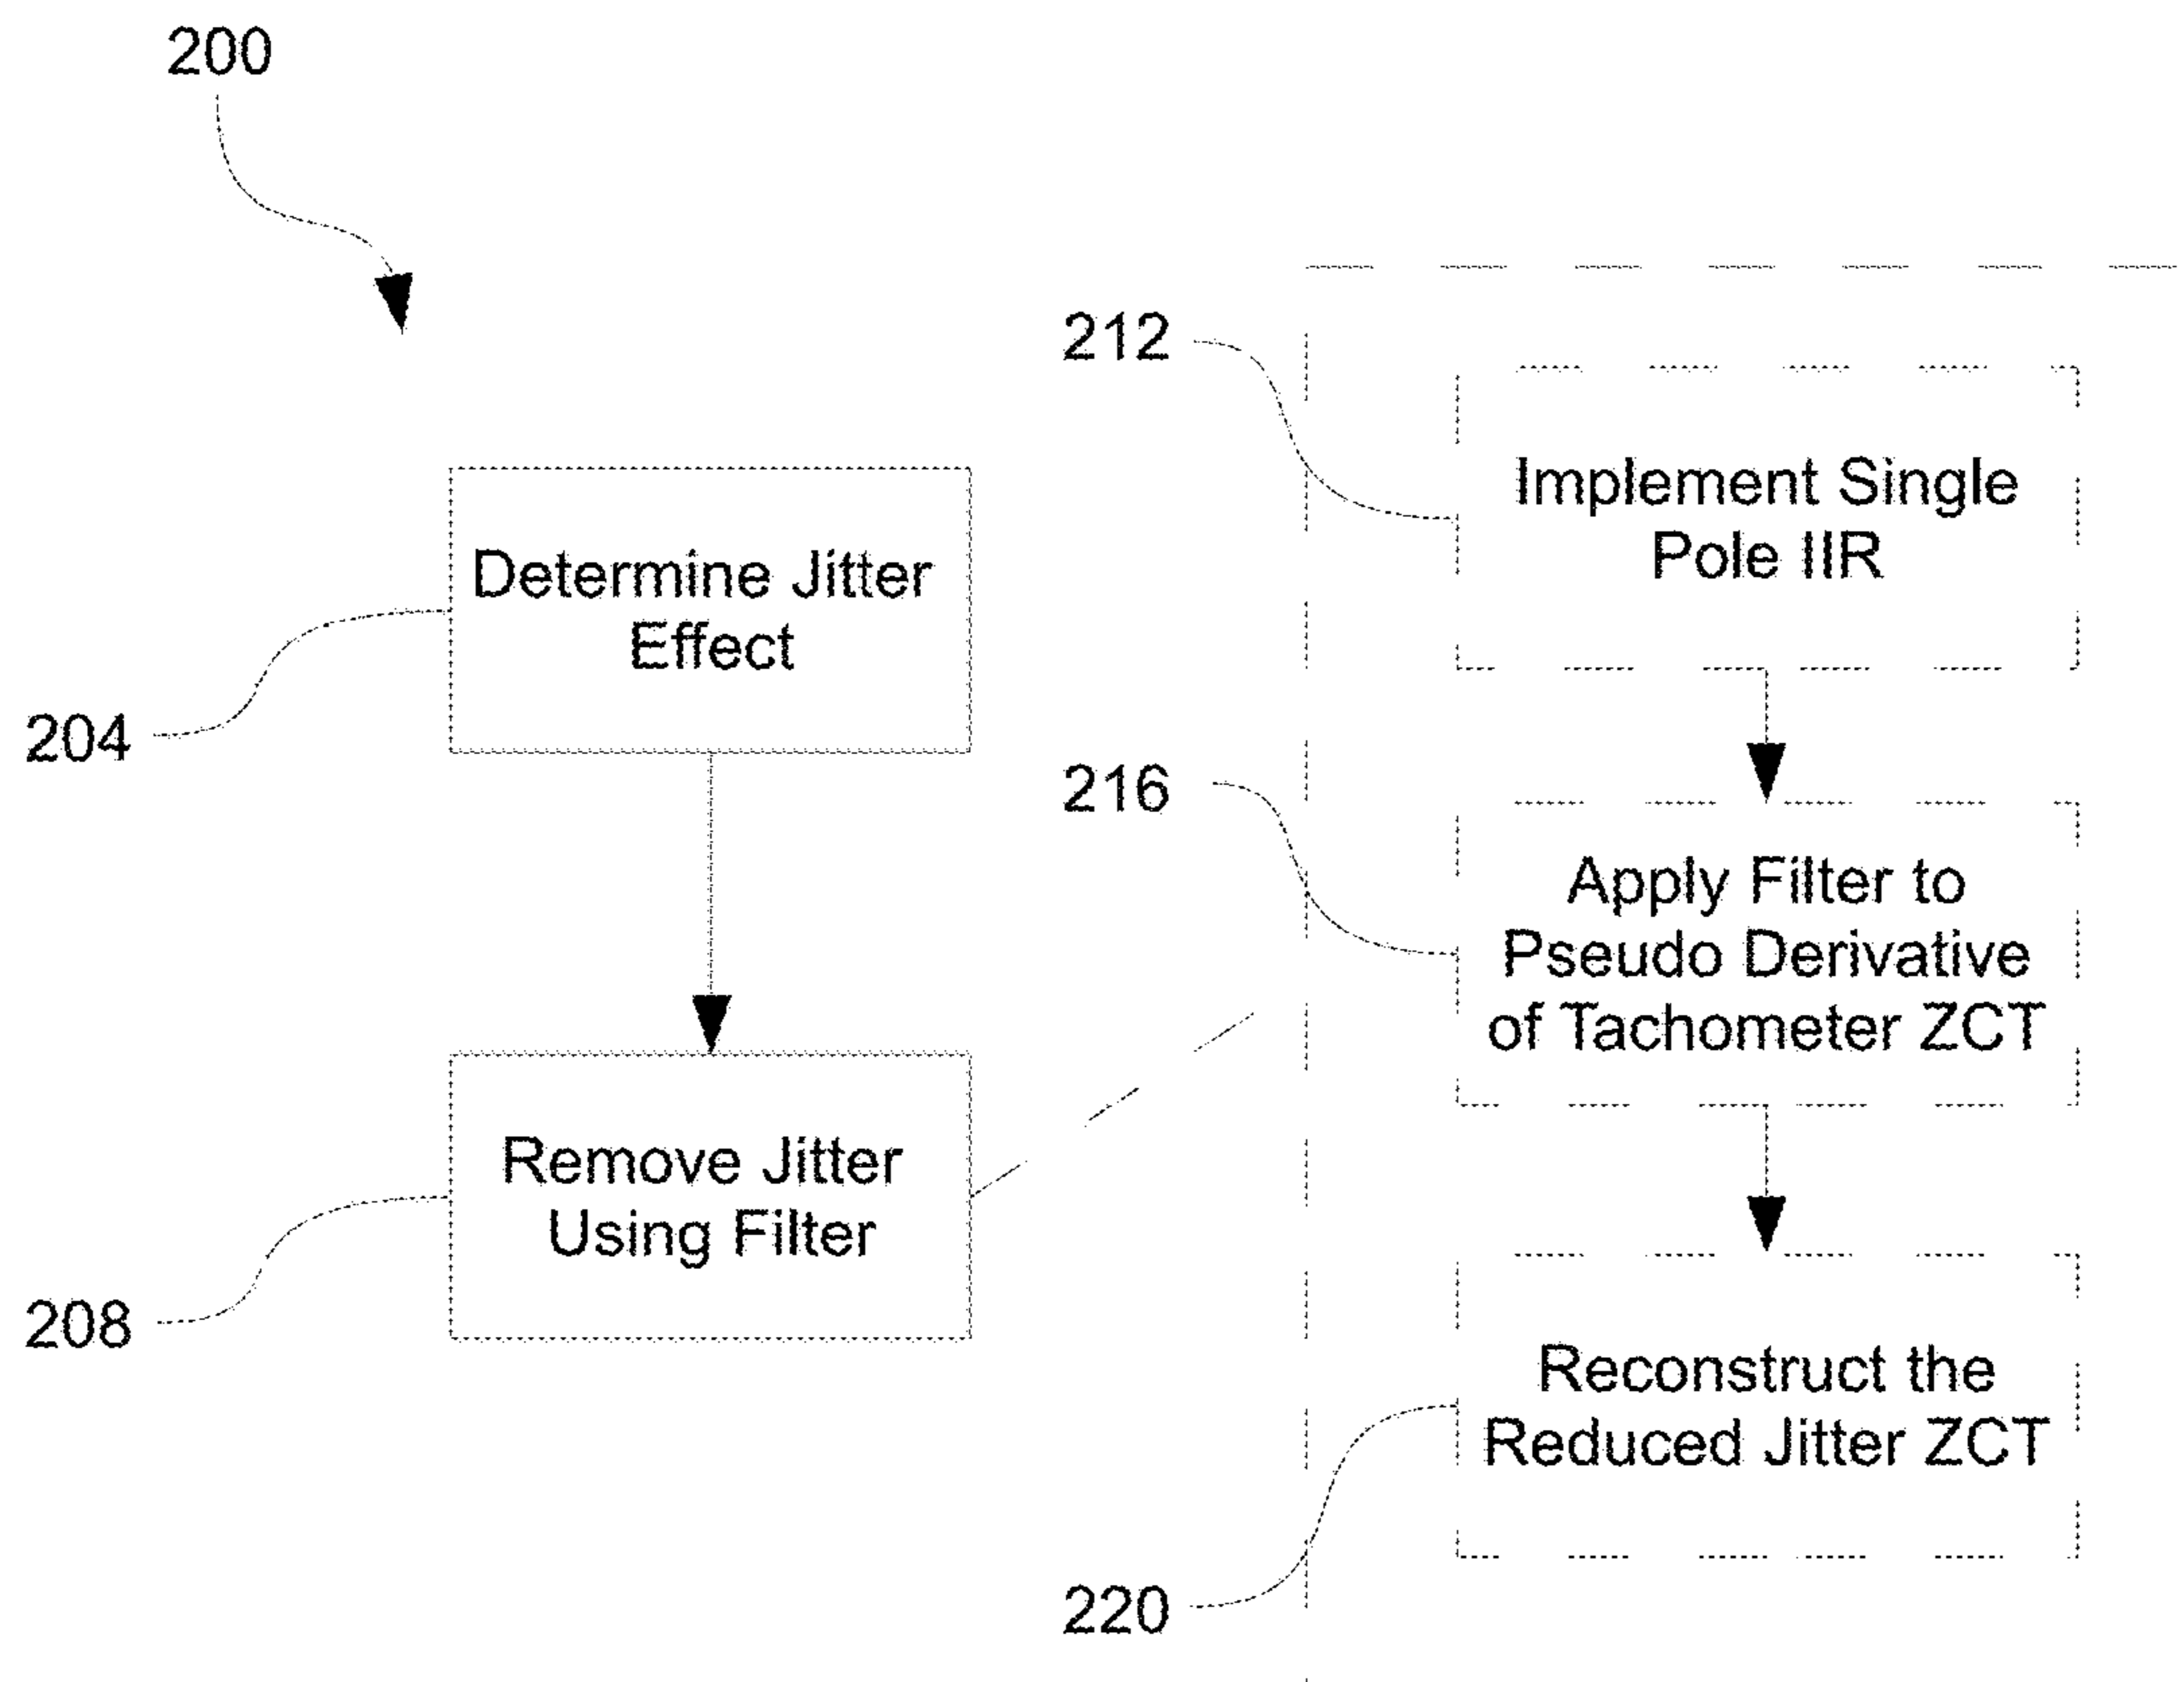 200
Determine Jitter
Effect
204
Remove Jitter
Using Filter
208
212
Implement Single
Pole IIR
216
Apply Filter to
Pseudo Derivative
of Tachometer ZCT
Reconstruct the
Reduced Jitter ZCT
220